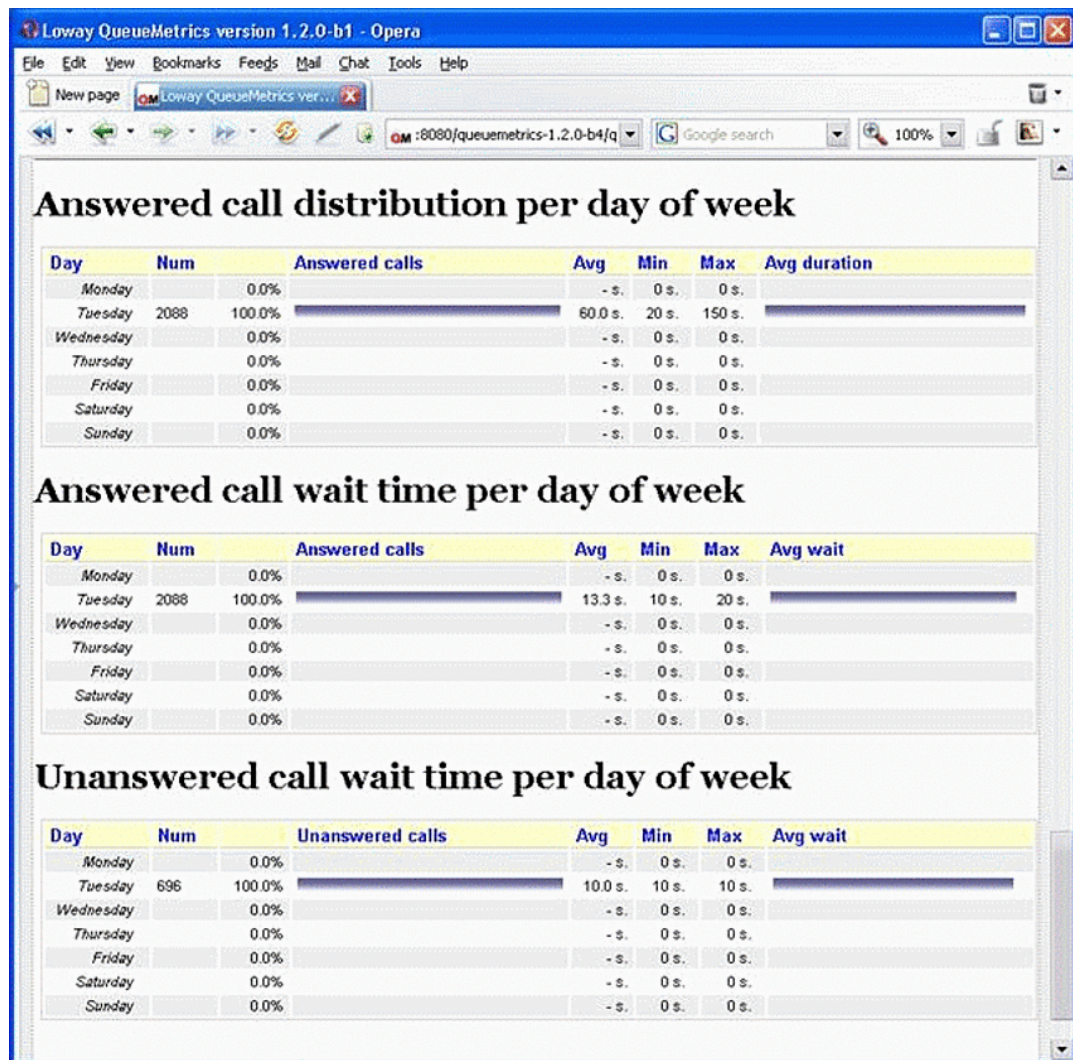 Loway QueueMetrics version 1.2.0-b1 - Opera
File Edit View Bookmarks Feeds Mail Chat Tools Help
New page QM Loway QueueMetrics ver...
QM :8080/queuemetrics-1.2.0-b4/q G Google search 100%
Answered call distribution per day of week
Day Num Answered calls Avg Min Max Avg duration
Monday 0.0% - s. 0 s. 0 s.
Tuesday 2088 100.0% 60.0 s. 20 s. 150 s.
Wednesday 0.0% - s. 0 s. 0 s.
Thursday 0.0% - s. 0 s. 0 s.
Friday 0.0% - s. 0 s. 0 s.
Saturday 0.0% - s. 0 s. 0 s.
Sunday 0.0% - s. 0 s. 0 s.
Answered call wait time per day of week
Day Num Answered calls Avg Min Max Avg wait
Monday 0.0% - s. 0 s. 0 s.
Tuesday 2088 100.0% 13.3 s. 10 s. 20 s.
Wednesday 0.0% - s. 0 s. 0 s.
Thursday 0.0% - s. 0 s. 0 s.
Friday 0.0% - s. 0 s. 0 s.
Saturday 0.0% - s. 0 s. 0 s.
Sunday 0.0% - s. 0 s. 0 s.
Unanswered call wait time per day of week
Day Num Unanswered calls Avg Min Max Avg wait
Monday 0.0% - s. 0 s. 0 s.
Tuesday 696 100.0% 10.0 s. 10 s. 10 s.
Wednesday 0.0% - s. 0 s. 0 s.
Thursday 0.0% - s. 0 s. 0 s.
Friday 0.0% - s. 0 s. 0 s.
Saturday 0.0% - s. 0 s. 0 s.
Sunday 0.0% - s. 0 s. 0 s.